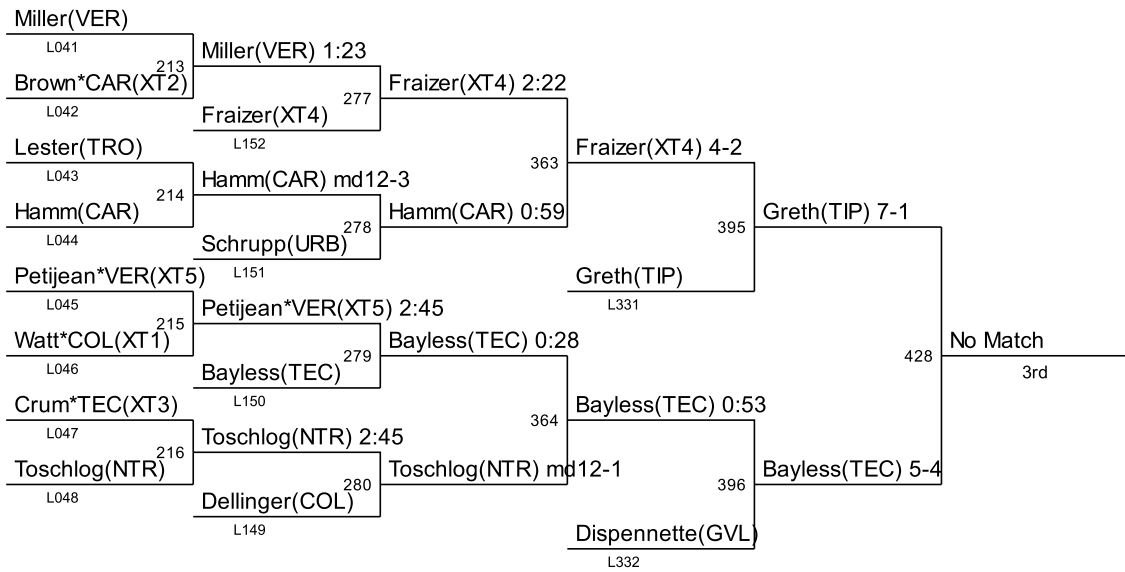 Miller(VER)
L041
213
Brown*CAR(XT2)
L042
Lester(TRO)
L043
214
Hamm(CAR)
L044
Petijean*VER(XT5)
L045
215
Watt*COL(XT1)
L046
Crum*TEC(XT3)
L047
216
Toschlog(NTR)
L048
Miller(VER) 1:23
277
Fraizer(XT4)
L152
Hamm(CAR) md12-3
278
Schrupp(URB)
L151
Petijean*VER(XT5) 2:45
279
Bayless(TEC)
L150
Toschlog(NTR) 2:45
280
Dellinger(COL)
L149
Fraizer(XT4) 2:22
363
Hamm(CAR) 0:59
Bayless(TEC) 0:28
364
Toschlog(NTR) md12-1
Fraizer(XT4) 4-2
395
Greth(TIP)
L331
Bayless(TEC) 0:53
396
Dispennette(GVL)
L332
Greth(TIP) 7-1
428
Bayless(TEC) 5-4
No Match
3rd